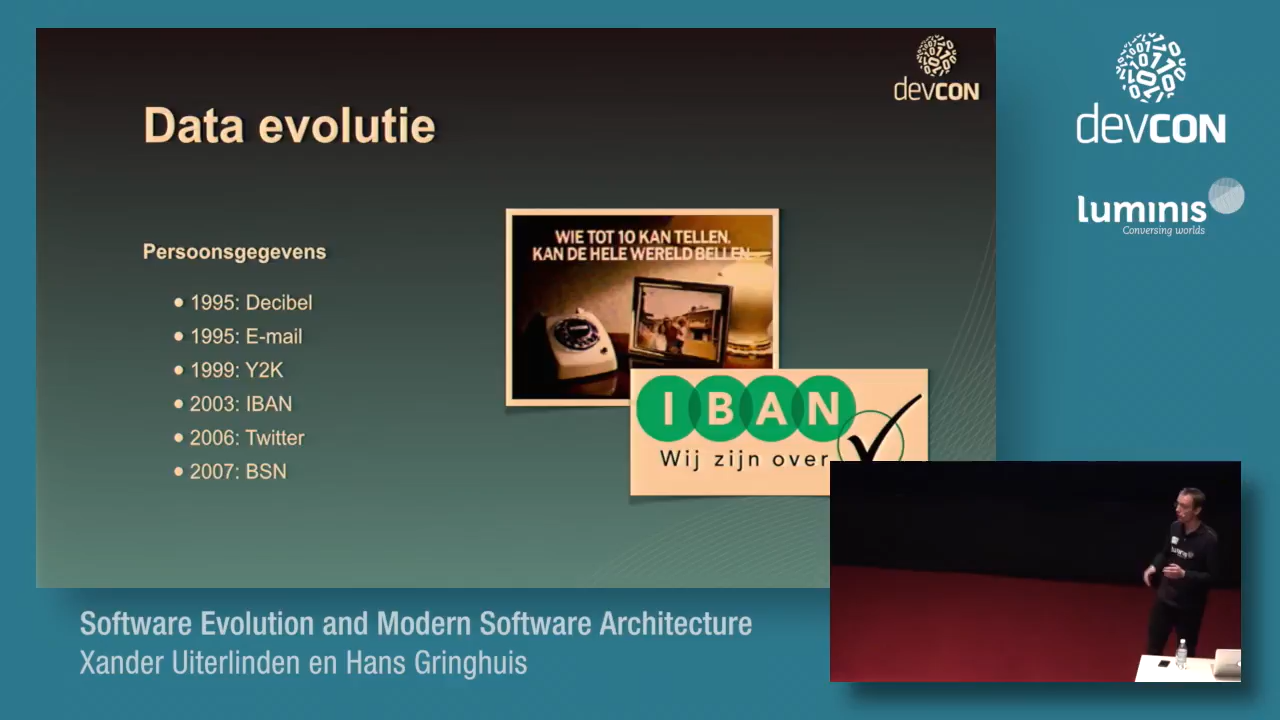 devCON
Data evolutie
Persoonsgegevens
1995: Decibel
1995: E-mail
1999: Y2K
2003: IBAN
2006: Twitter
2007: BSN
WIE TOT 10 KAN TELLEN.
KAN DE HELE WERELD BELLEN.
IBAN
Wij zijn over
devCON
luminis
Conversing worlds
Software Evolution and Modern Software Architecture
Xander Uiterlinden en Hans Gringhuis